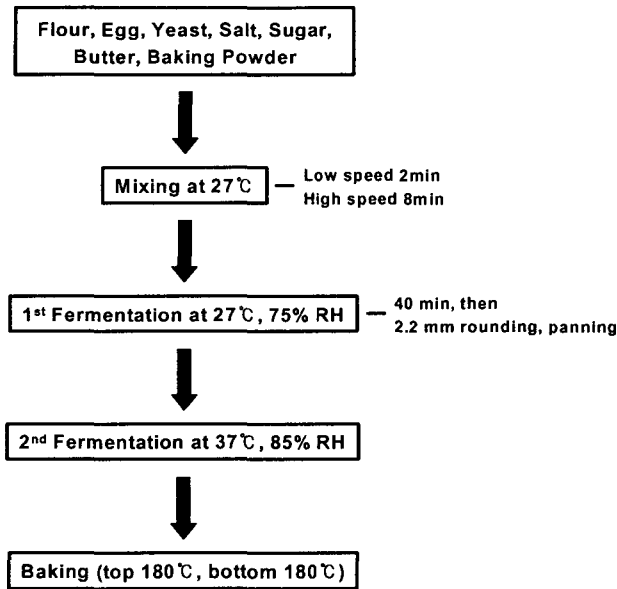 Flour, Egg, Yeast, Salt, Sugar,
Butter, Baking Powder
Mixing at 27℃
Low speed 2min
High speed 8min
1st Fermentation at 27℃, 75% RH
40 min, then
2.2 mm rounding, panning
2nd Fermentation at 37℃, 85% RH
Baking (top 180℃, bottom 180℃)